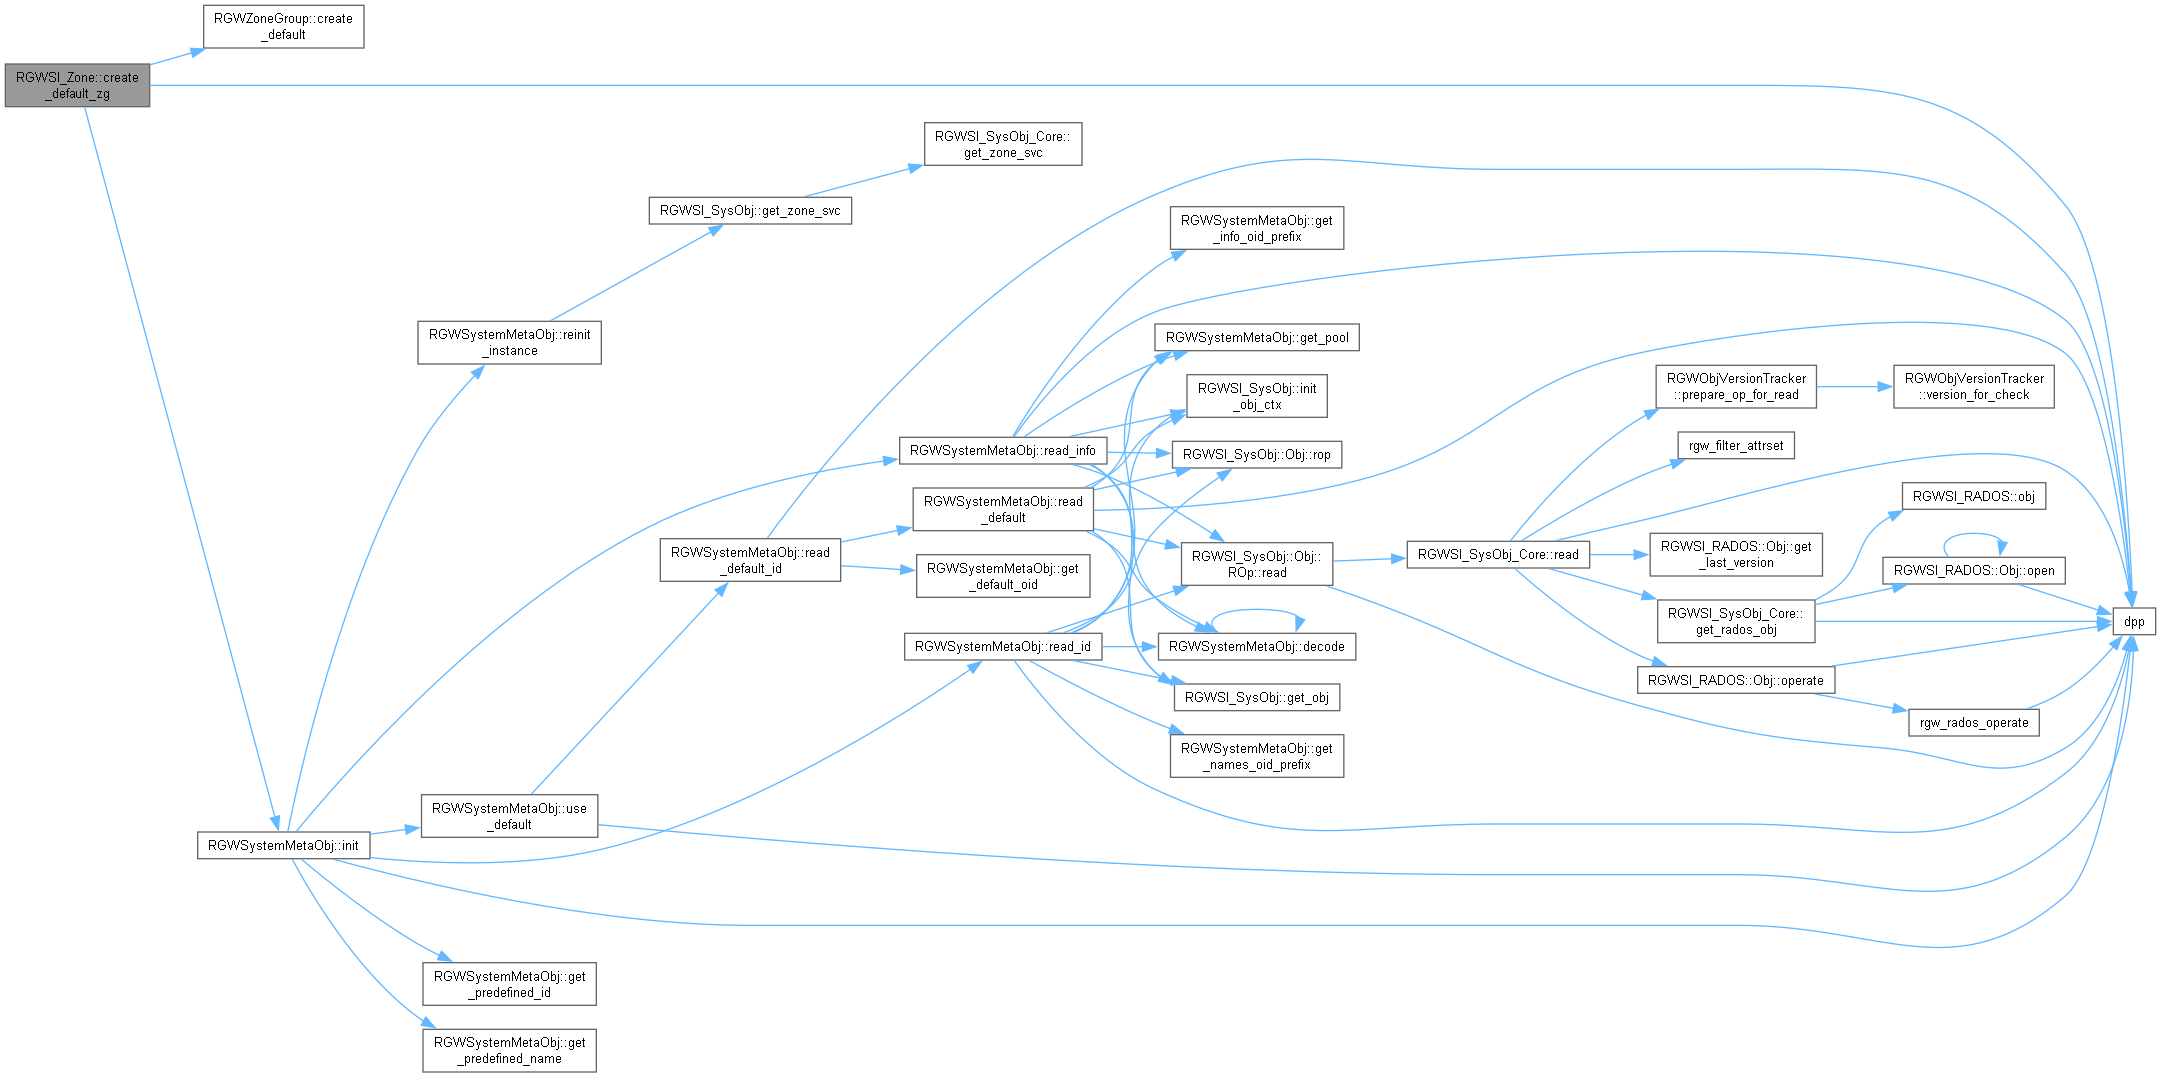 RGWZoneGroup::create
_default
RGWSI_Zone::create
_default_zg
RGWSI_SysObj_Core::
get_zone_svc
RGWSI_SysObj::get_zone_svc
RGWSystemMetaObj::get
_info_oid_prefix
RGWSystemMetaObj::reinit
_instance
RGWSystemMetaObj::get_pool
RGWSI_SysObj::init
_obj_ctx
RGWObjVersionTracker
::prepare_op_for_read
RGWObjVersionTracker
::version_for_check
RGWSystemMetaObj::read_info
RGWSI_SysObj::Obj::rop
rgw_filter_attrset
RGWSystemMetaObj::read
_default
RGWSI_RADOS::obj
RGWSystemMetaObj::read
_default_id
RGWSystemMetaObj::get
_default_oid
RGWSI_SysObj::Obj::
ROp::read
RGWSI_SysObj_Core::read
RGWSI_RADOS::Obj::get
_last_version
RGWSI_RADOS::Obj::open
RGWSI_SysObj_Core::
get_rados_obj
dpp
RGWSystemMetaObj::read_id
RGWSystemMetaObj::decode
RGWSI_RADOS::Obj::operate
RGWSI_SysObj::get_obj
rgw_rados_operate
RGWSystemMetaObj::get
_names_oid_prefix
RGWSystemMetaObj::use
_default
RGWSystemMetaObj::init
RGWSystemMetaObj::get
_predefined_id
RGWSystemMetaObj::get
_predefined_name